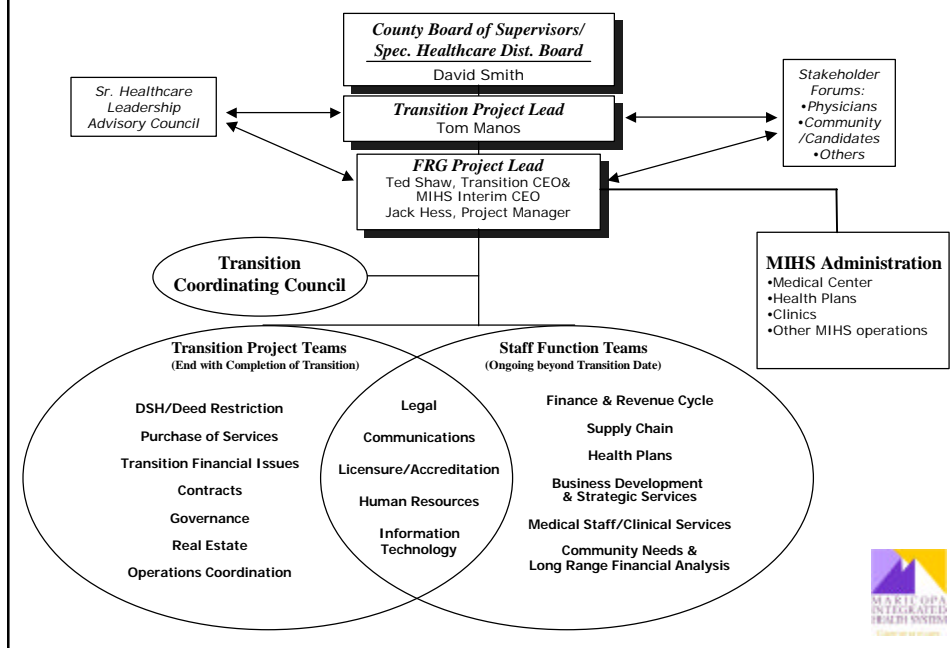 County Board of Supervisors/
Spec. Healthcare Dist. Board
David Smith
Sr. Healthcare
Leadership
Advisory Council
Transition Project Lead
Tom Manos
Stakeholder
Forums:
•Physicians
•Community
/Candidates
•Others
FRG Project Lead
Ted Shaw, Transition CEO&
MIHS Interim CEO
Jack Hess, Project Manager
Transition
Coordinating Council
MIHS Administration
•Medical Center
•Health Plans
•Clinics
•Other MIHS operations
Transition Project Teams
(End with Completion of Transition)
DSH/Deed Restriction
Purchase of Services
Transition Financial Issues
Contracts
Governance
Real Estate
Operations Coordination
Legal
Communications
Licensure/Accreditation
Human Resources
Information
Technology
Staff Function Teams
(Ongoing beyond Transition Date)
Finance & Revenue Cycle
Supply Chain
Health Plans
Business Development
& Strategic Services
Medical Staff/Clinical Services
Community Needs &
Long Range Financial Analysis
MARICOPA
INTEGRATED
HEALTH SYSTEM